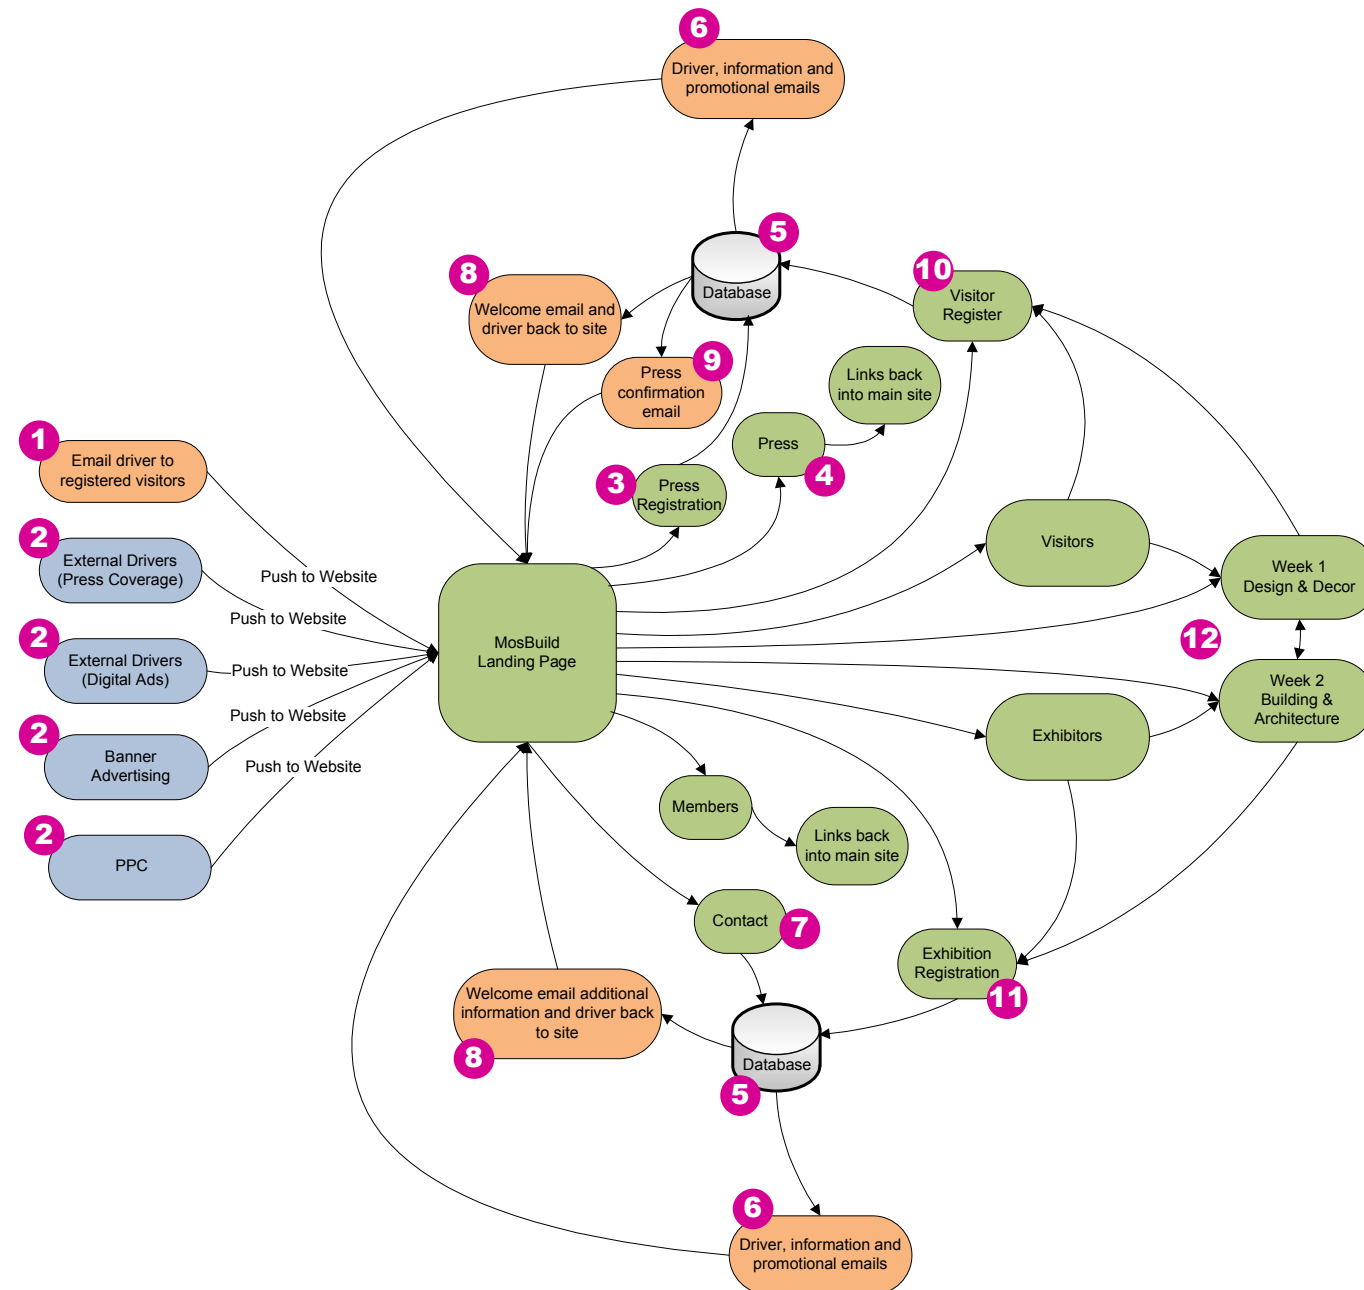 6
Driver, information and
promotional emails
5
Database
8
Welcome email and
driver back to site
10
Visitor
Register
9
Press
confirmation
email
Links back
into main site
1
Email driver to
registered visitors
Press
4
3
Press
Registration
2
External Drivers
(Press Coverage)
Push to Website
Visitors
Week 1
Design & Decor
Push to Website
2
External Drivers
(Digital Ads)
Push to Website
MosBuild
Landing Page
12
Week 2
Building &
Architecture
Push to Website
2
Banner
Advertising
Push to Website
Exhibitors
Members
Links back
into main site
2
PPC
Contact
7
Exhibition
Registration
11
Welcome email additional
information and driver back
to site
8
Database
5
6
Driver, information and
promotional emails